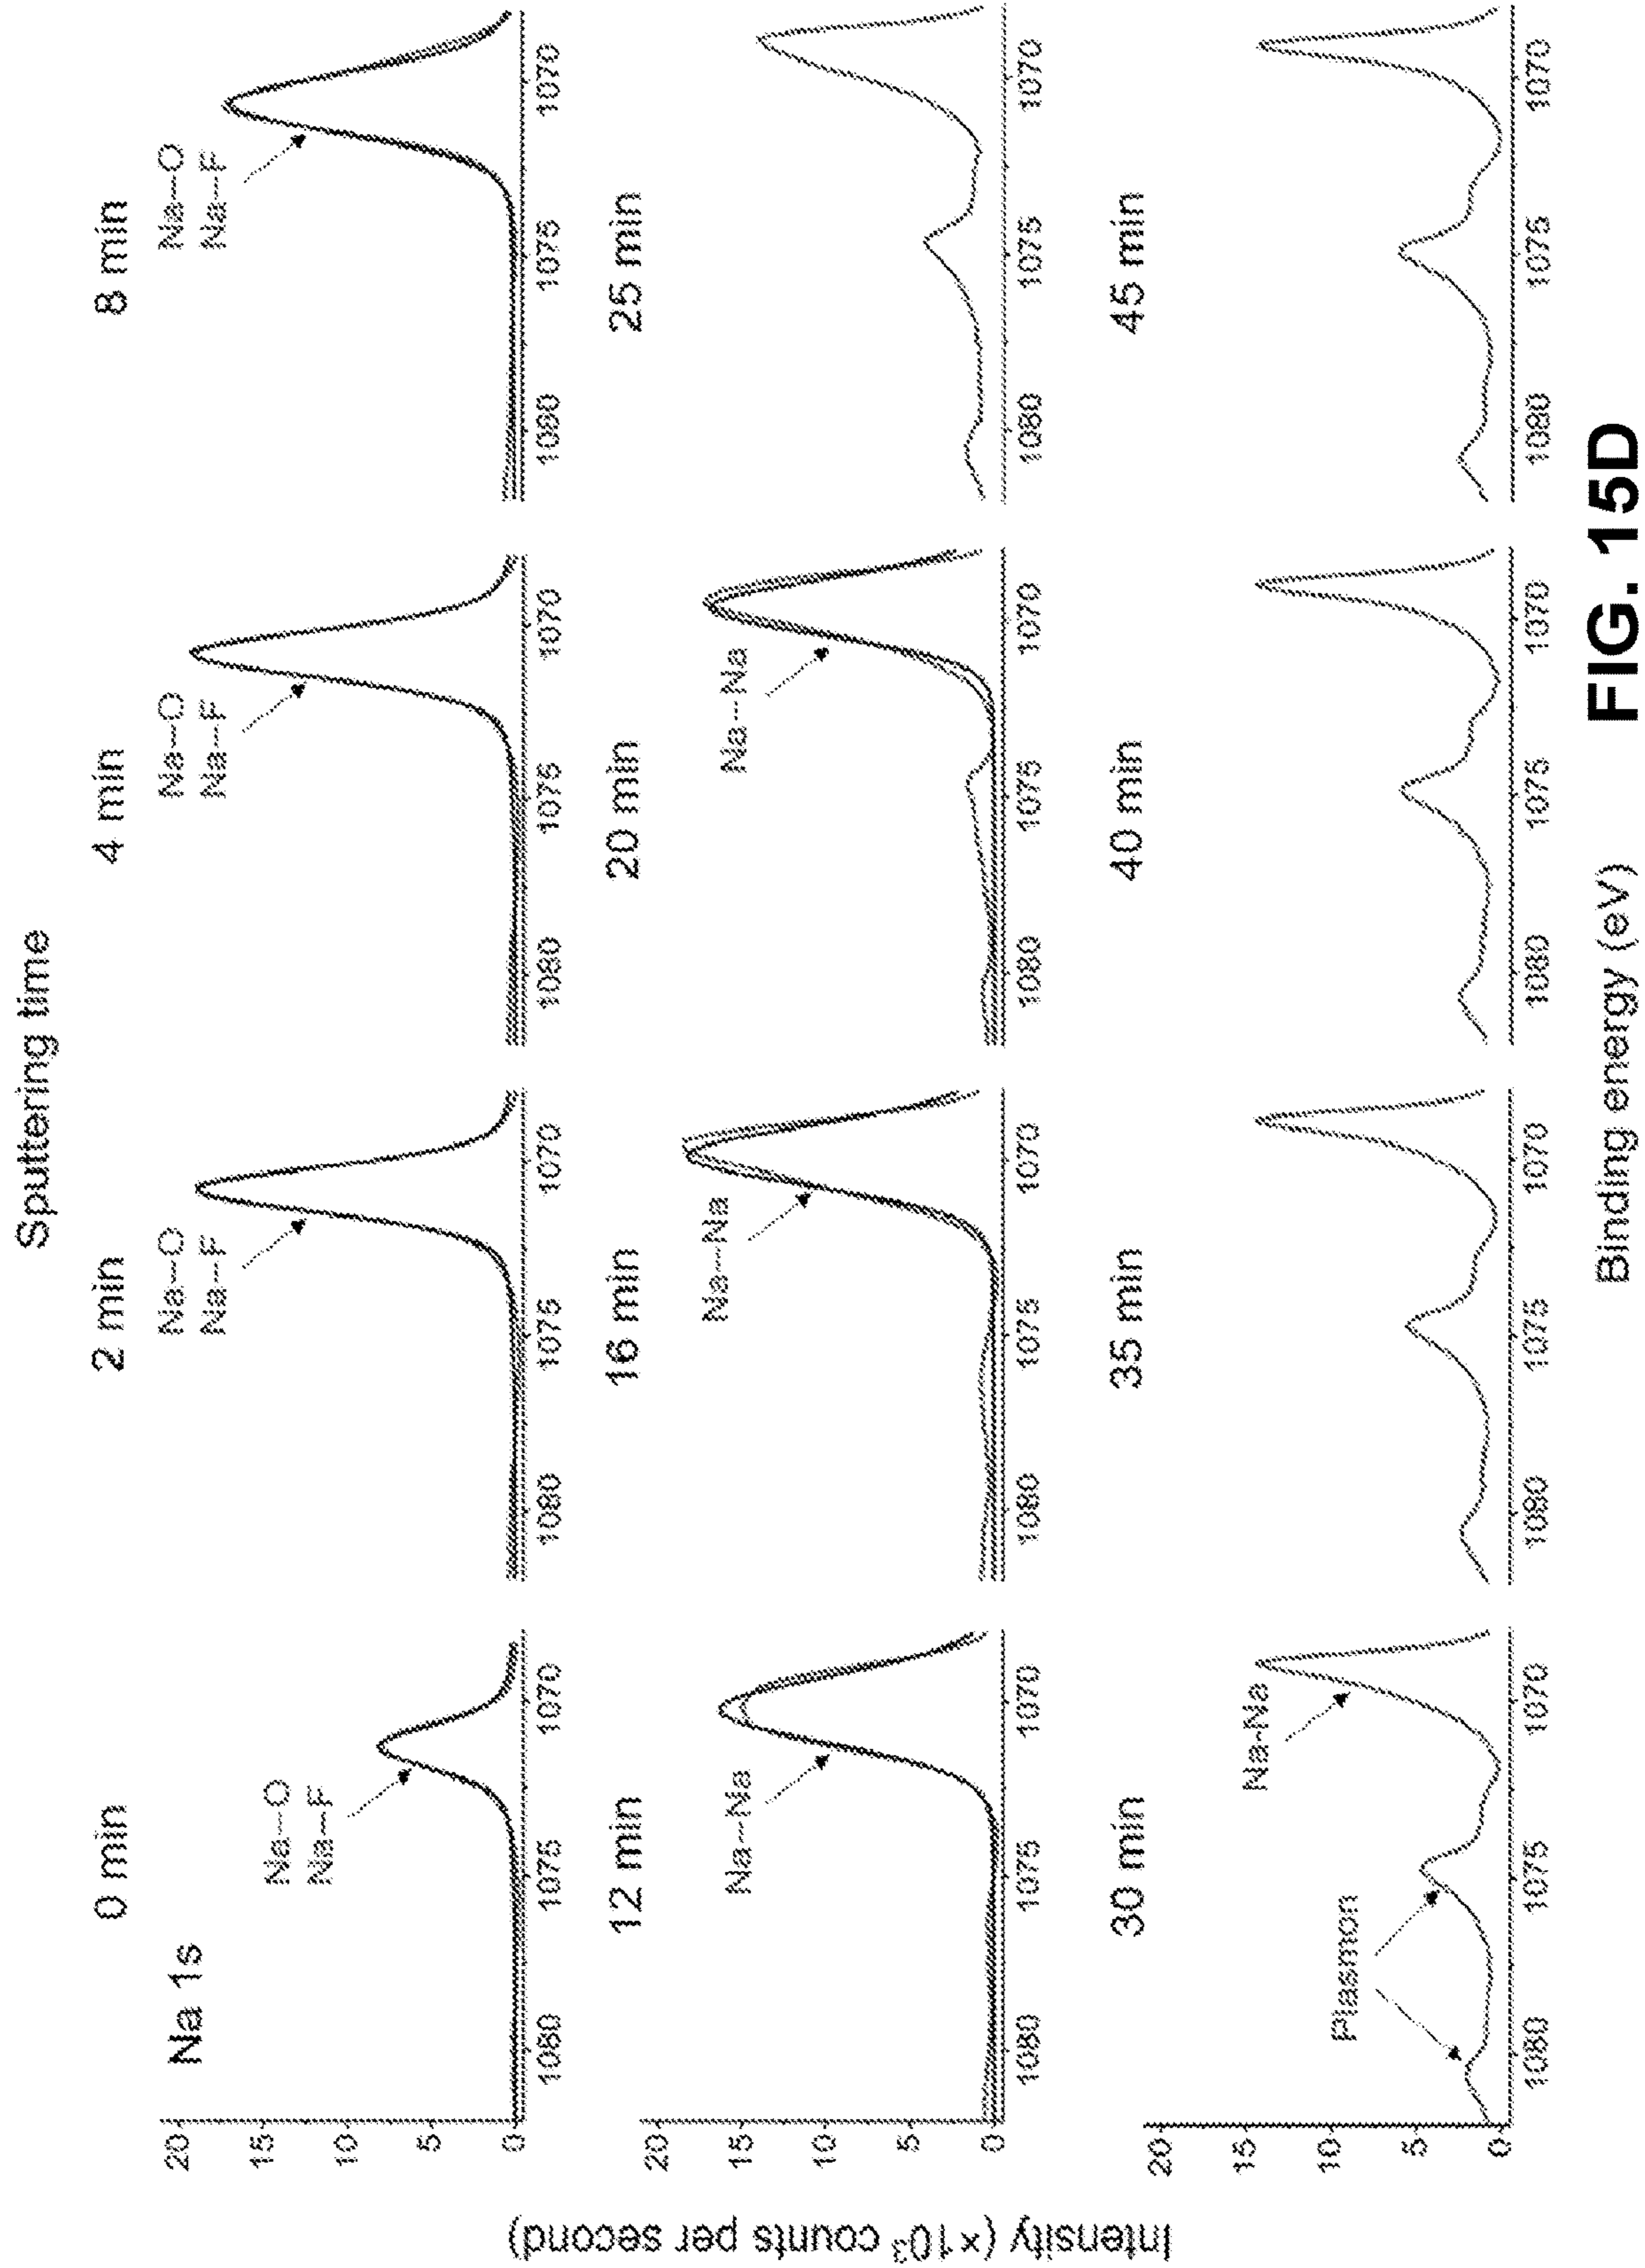 Sputtering time
0 min
2 min
4 min
8 min
Na 1s
Na—O
Na—F
Na—O
Na—F
Na—O
Na—F
Na—O
Na—F
20
15
10
5
0
1080
1075
1070
1080
1075
1070
1080
1075
1070
1080
1075
1070
12 min
16 min
20 min
25 min
Na—Na
Na—Na
Na—Na
20
15
10
5
0
1080
1075
1070
1080
1075
1070
1080
1075
1070
1080
1075
1070
30 min
35 min
40 min
45 min
Na-Na
Plasmon
20
15
10
5
0
1080
1075
1070
1080
1075
1070
1080
1075
1070
1080
1075
1070
Intensity (×10³ counts per second)
Binding energy (eV)
FIG. 15D